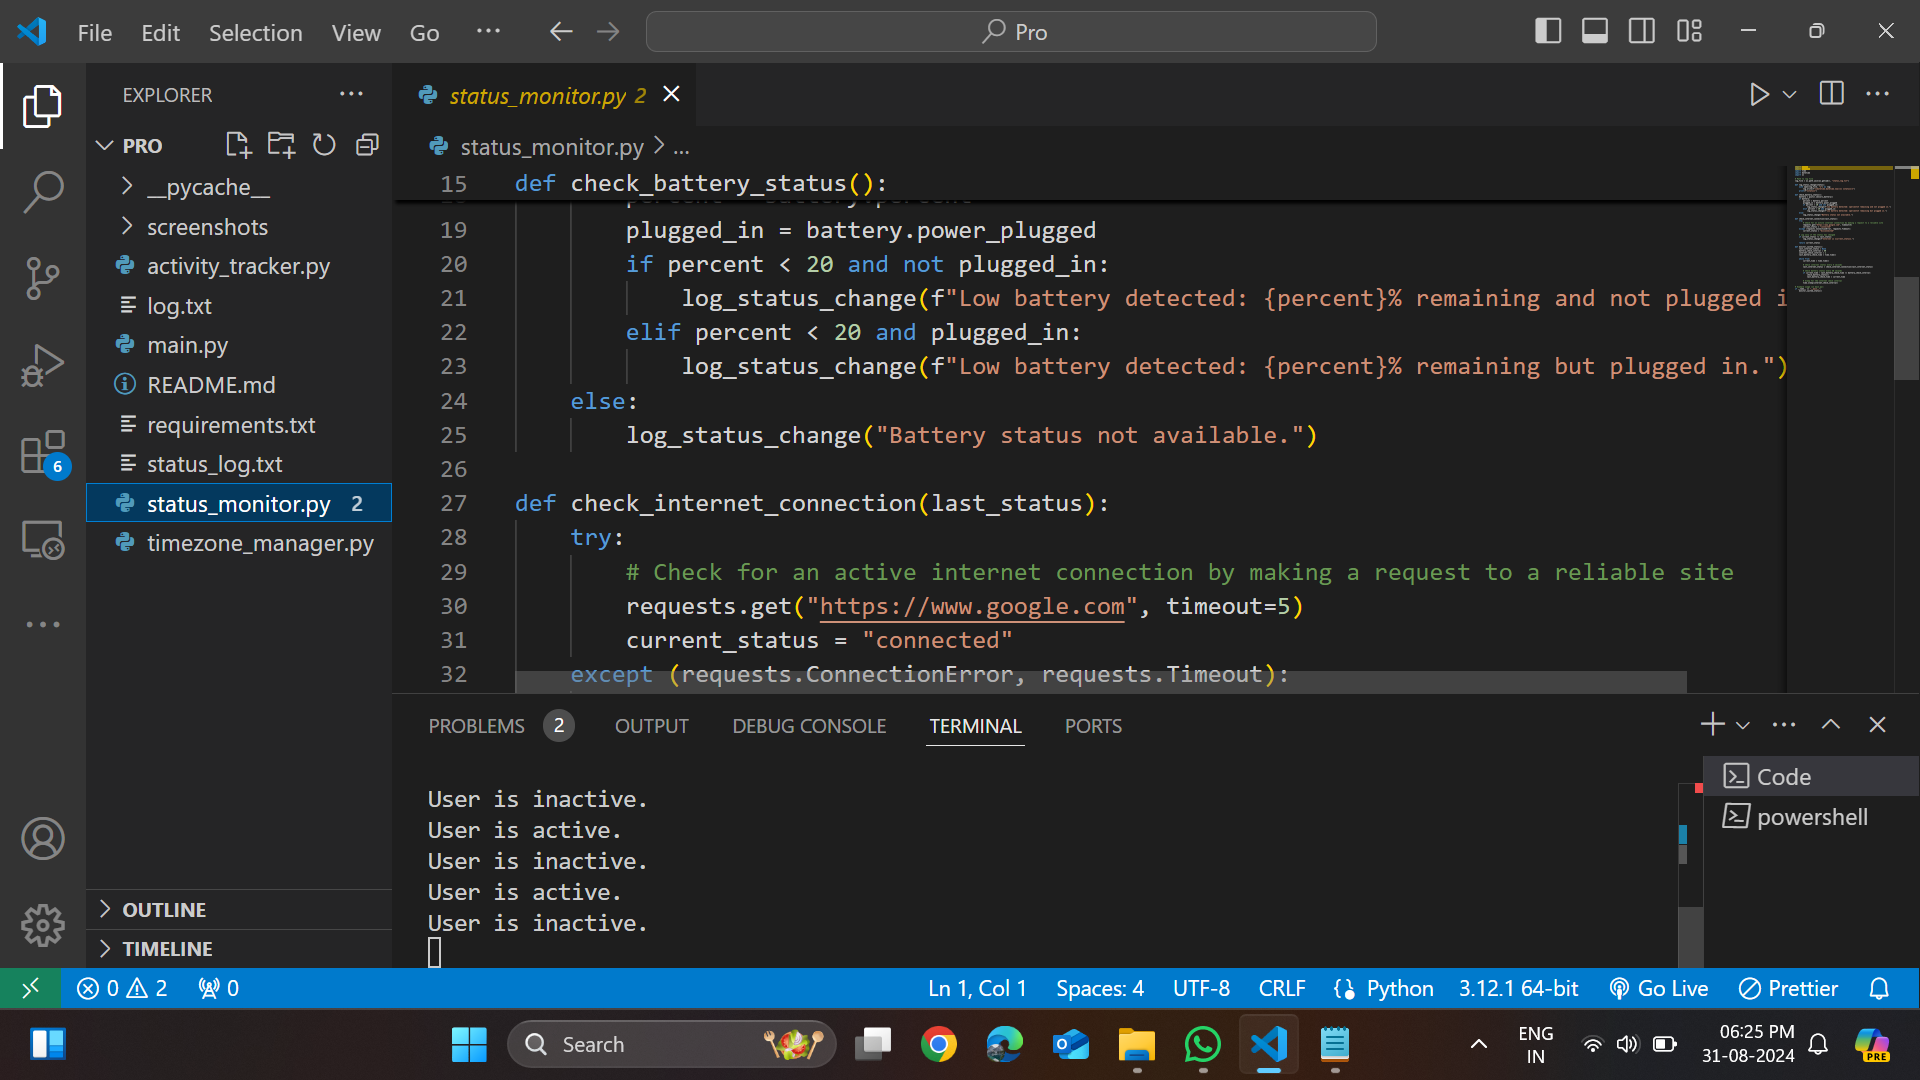 File Edit Selection View Go ··· Pro
EXPLORER ···
PRO
__pycache__
screenshots
activity_tracker.py
log.txt
main.py
README.md
requirements.txt
status_log.txt
status_monitor.py 2
timezone_manager.py
OUTLINE
TIMELINE
6
status_monitor.py 2
status_monitor.py > ...
15 def check_battery_status():
19 plugged_in = battery.power_plugged
20 if percent < 20 and not plugged_in:
21 log_status_change(f"Low battery detected: {percent}% remaining and not plugged i
22 elif percent < 20 and plugged_in:
23 log_status_change(f"Low battery detected: {percent}% remaining but plugged in.")
24 else:
25 log_status_change("Battery status not available.")
26
27 def check_internet_connection(last_status):
28 try:
29 # Check for an active internet connection by making a request to a reliable site
30 requests.get("https://www.google.com", timeout=5)
31 current_status = "connected"
32 except (requests.ConnectionError, requests.Timeout):
PROBLEMS 2 OUTPUT DEBUG CONSOLE TERMINAL PORTS
User is inactive.
User is active.
User is inactive.
User is active.
User is inactive.
Code
powershell
0 2 0 Ln 1, Col 1 Spaces: 4 UTF-8 CRLF Python 3.12.1 64-bit Go Live Prettier
Search
ENG
IN
06:25 PM
31-08-2024
PRE